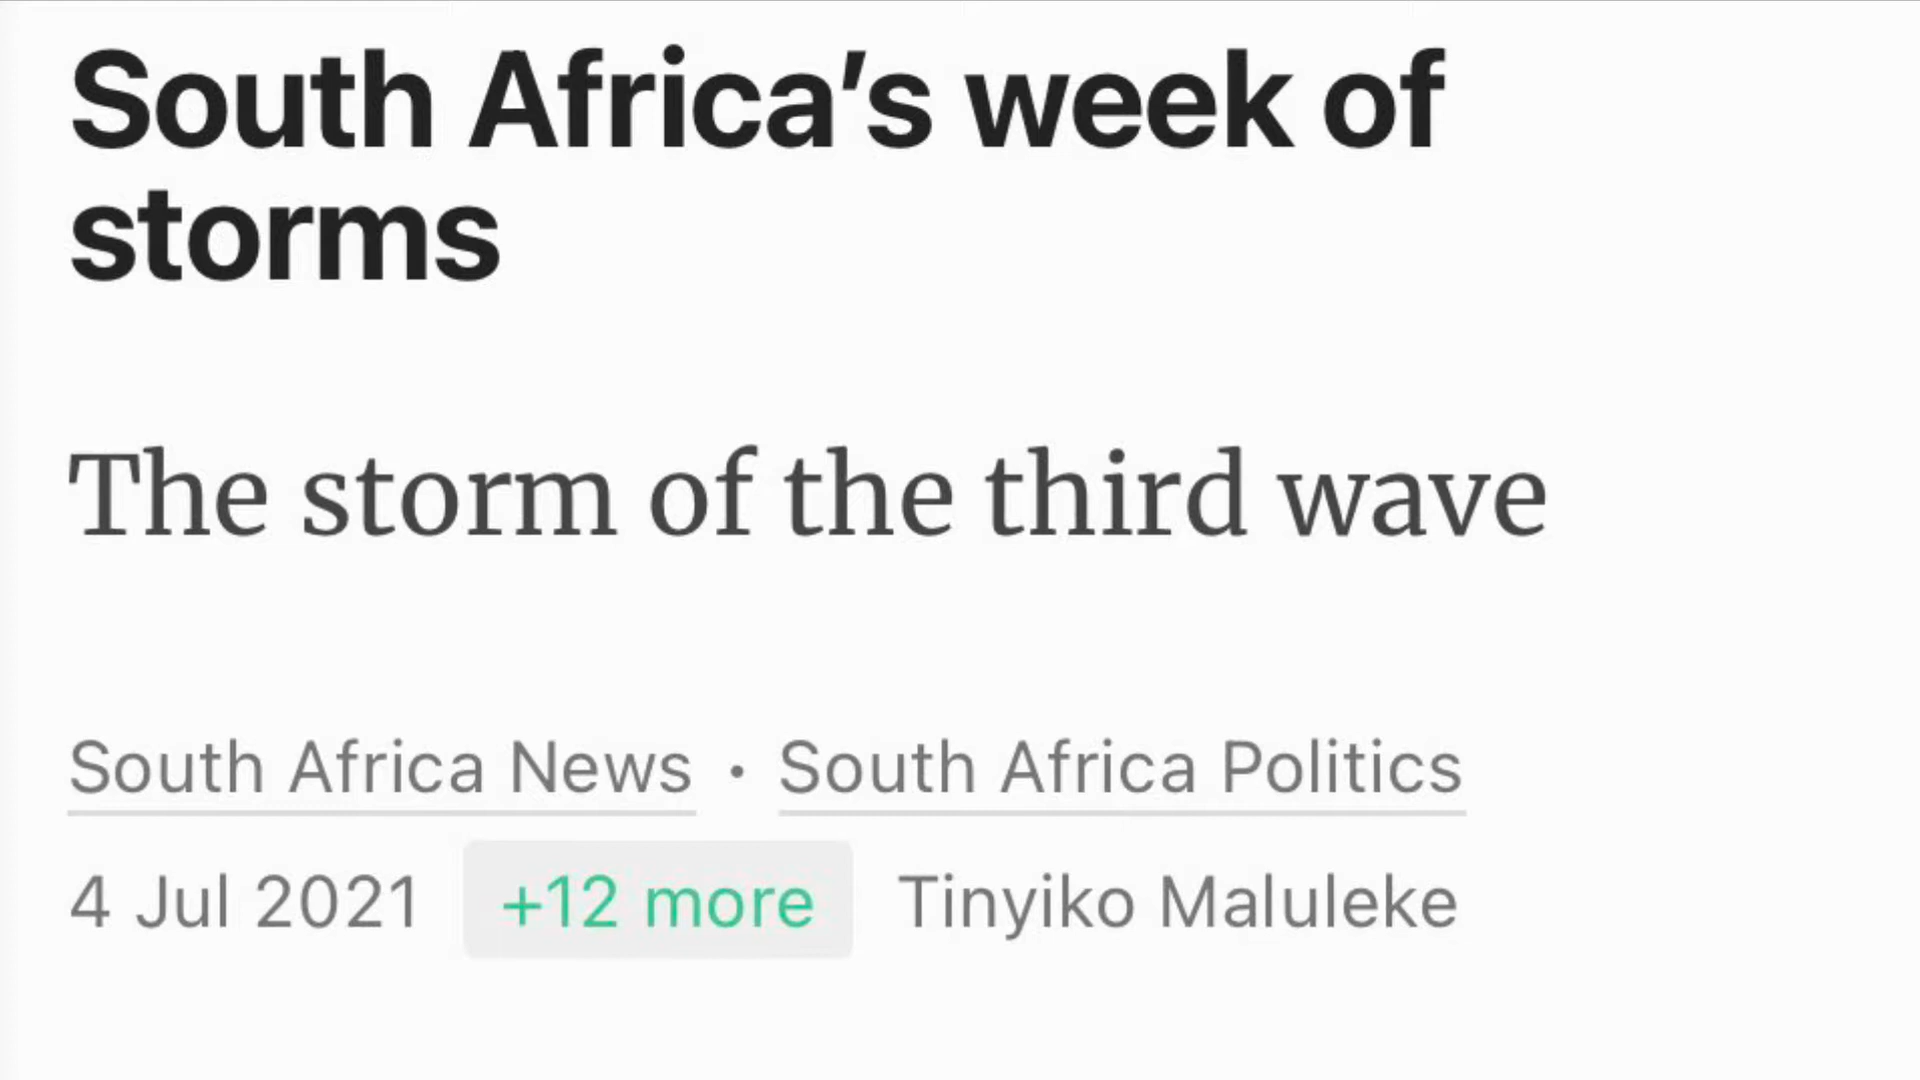 South Africa’s week of
storms
The storm of the third wave
South Africa News · South Africa Politics
4 Jul 2021 +12 more Tinyiko Maluleke